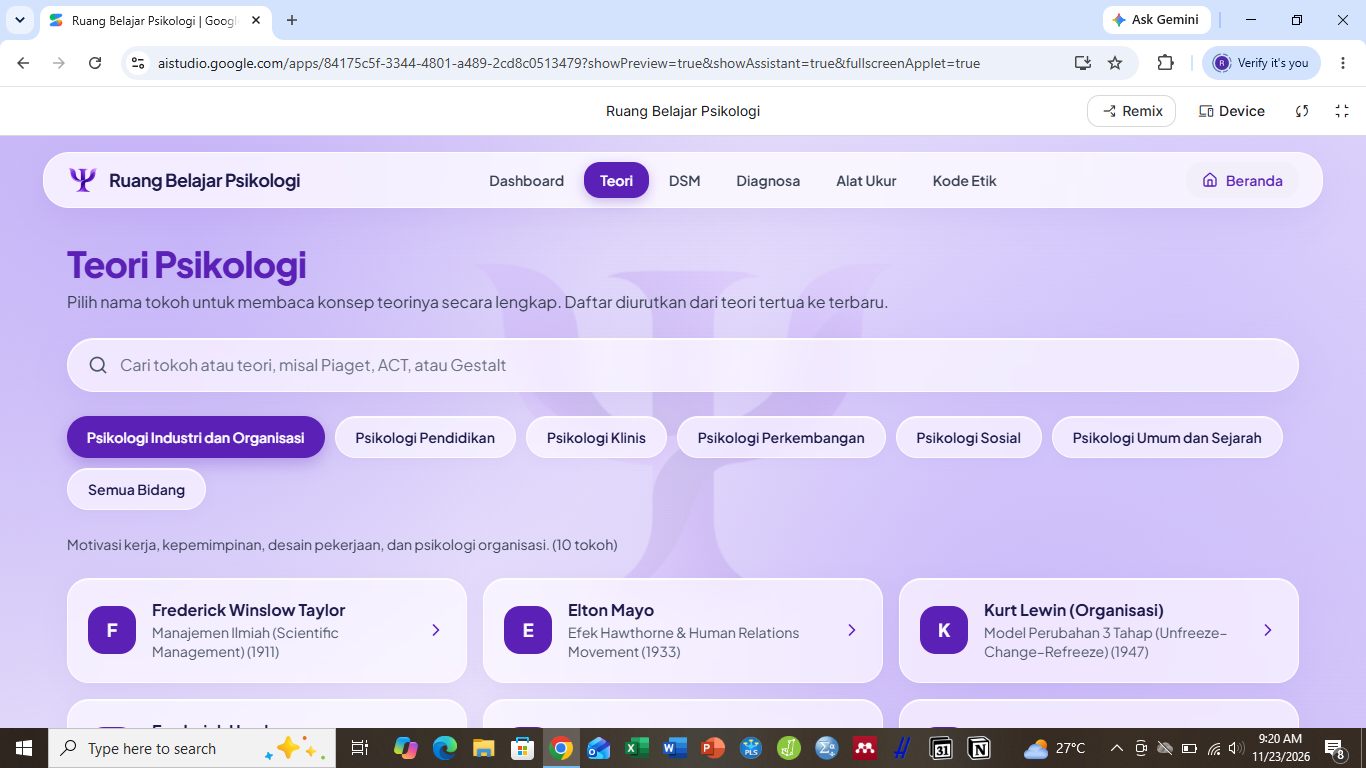 Ruang Belajar Psikologi | Googl
Ask Gemini
aistudio.google.com/apps/84175c5f-3344-4801-a489-2cd8c0513479?showPreview=true&showAssistant=true&fullscreenApplet=true
R
Verify it's you
Ruang Belajar Psikologi
Remix
Device
Ruang Belajar Psikologi
Dashboard
Teori
DSM
Diagnosa
Alat Ukur
Kode Etik
Beranda
Teori Psikologi
Pilih nama tokoh untuk membaca konsep teorinya secara lengkap. Daftar diurutkan dari teori tertua ke terbaru.
Cari tokoh atau teori, misal Piaget, ACT, atau Gestalt
Psikologi Industri dan Organisasi
Psikologi Pendidikan
Psikologi Klinis
Psikologi Perkembangan
Psikologi Sosial
Psikologi Umum dan Sejarah
Semua Bidang
Motivasi kerja, kepemimpinan, desain pekerjaan, dan psikologi organisasi. (10 tokoh)
F
Frederick Winslow Taylor
Manajemen Ilmiah (Scientific
Management) (1911)
E
Elton Mayo
Efek Hawthorne & Human Relations
Movement (1933)
K
Kurt Lewin (Organisasi)
Model Perubahan 3 Tahap (Unfreeze–
Change–Refreeze) (1947)
Type here to search
PLS
31
27°C
9:20 AM
11/23/2026
8